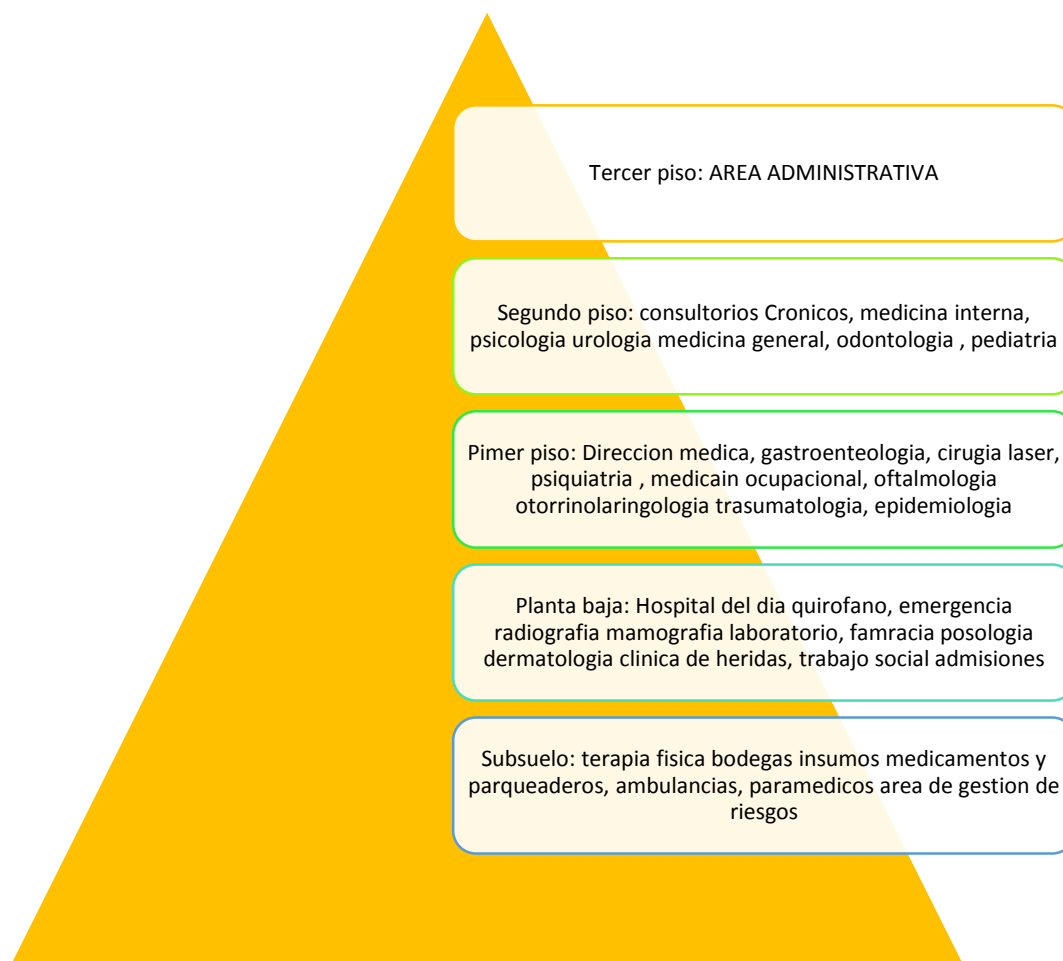 Tercer piso: AREA ADMINISTRATIVA
Segundo piso: consultorios Cronicos, medicina interna,
psicologia urologia medicina general, odontologia , pediatria
Pimer piso: Direccion medica, gastroenteologia, cirugia laser,
psiquiatria , medicain ocupacional, oftalmologia
otorrinolaringologia trasumatologia, epidemiologia
Planta baja: Hospital del dia quirofano, emergencia
radiografia mamografia laboratorio, famracia posologia
dermatologia clinica de heridas, trabajo social admisiones
Subsuelo: terapia fisica bodegas insumos medicamentos y
parqueaderos, ambulancias, paramedicos area de gestion de
riesgos